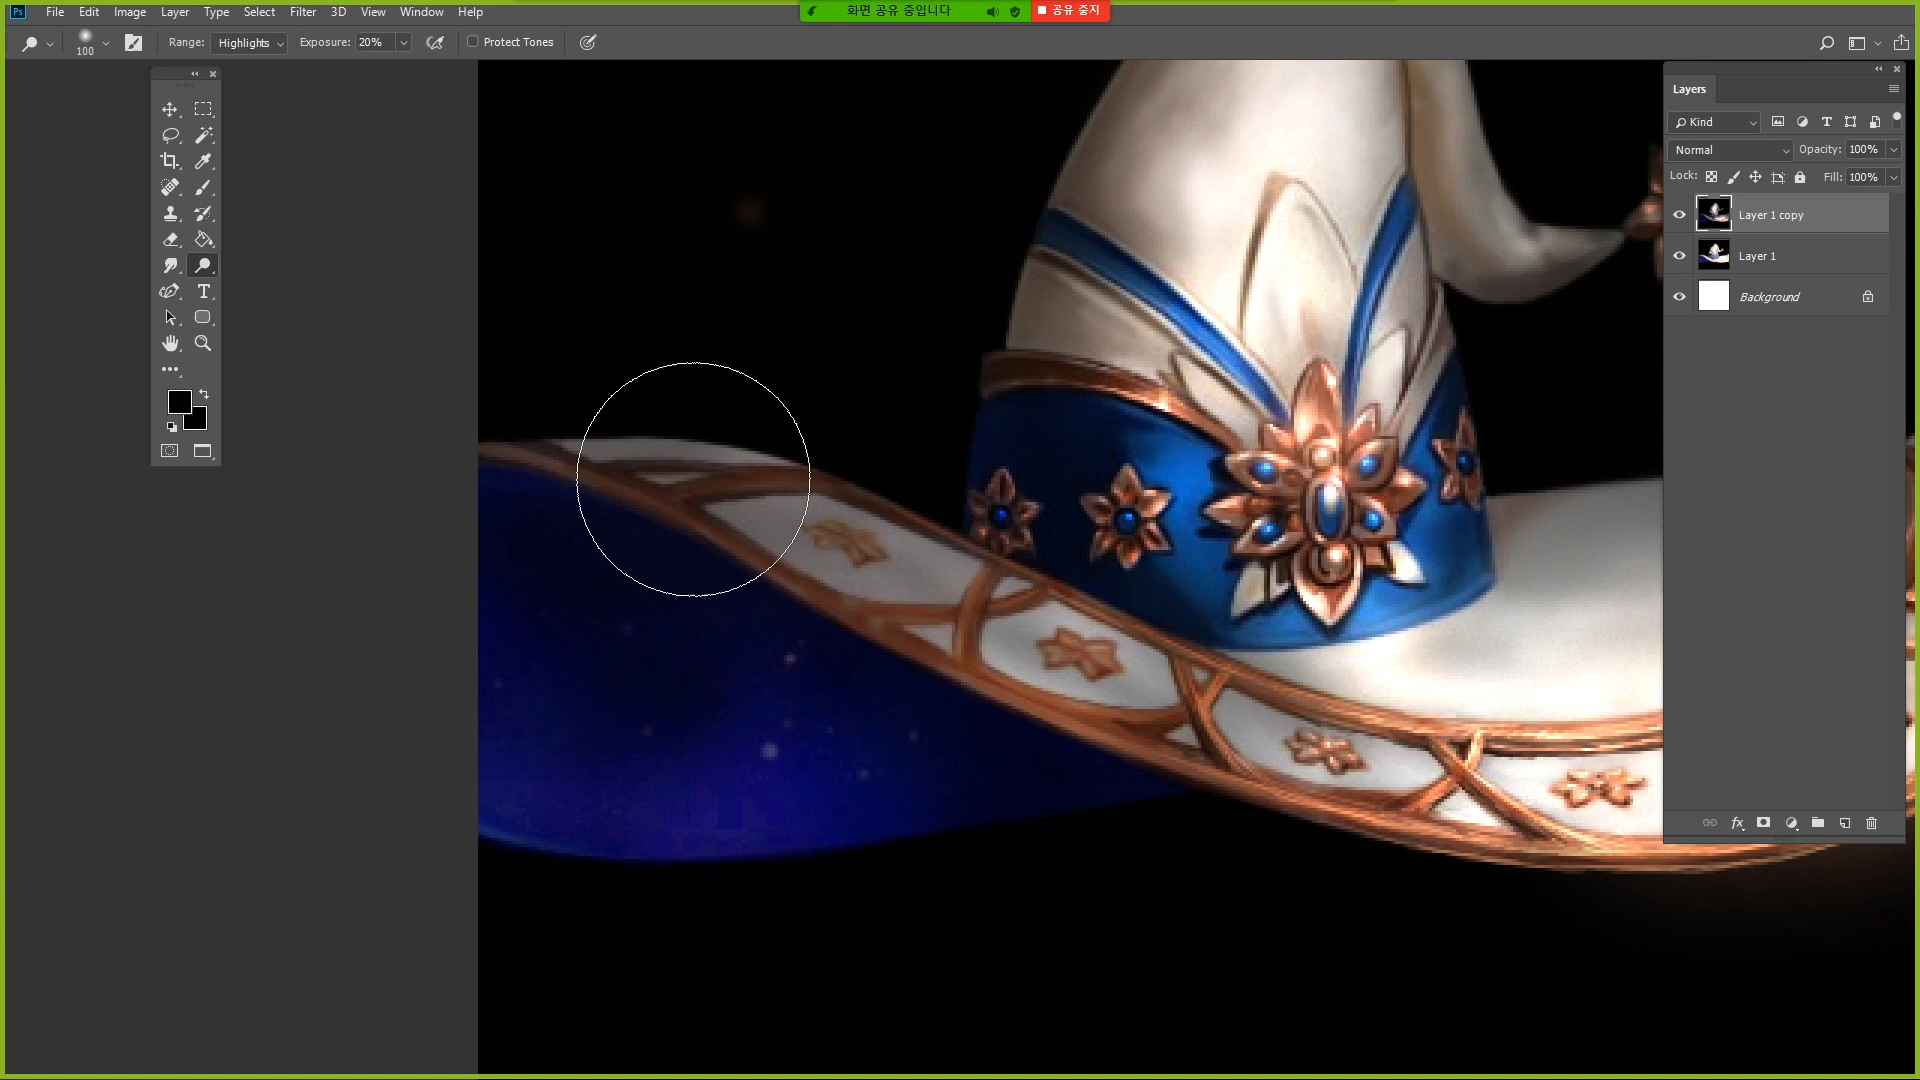 Ps File Edit Image Layer Type Select Filter 3D View Window Help
화면 공유 중입니다 공유 중지
100 Range: Highlights Exposure: 20% Protect Tones
Layers
Kind
Normal Opacity: 100%
Lock: Fill: 100%
Layer 1 copy
Layer 1
Background
fx